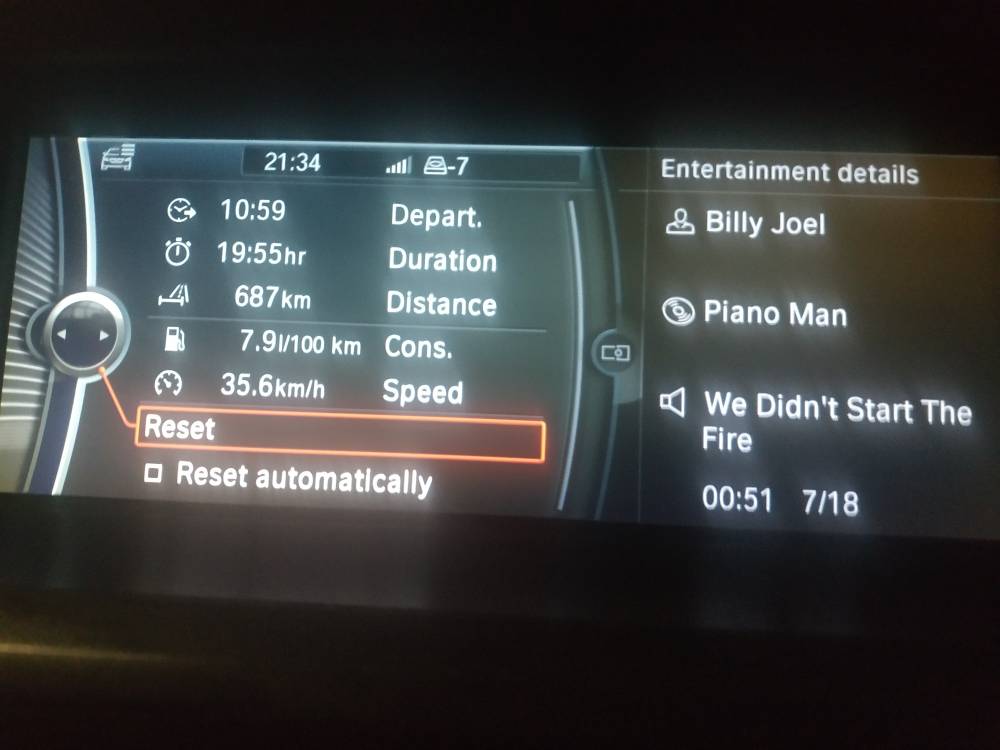 21:34 -7
10:59 Depart.
19:55hr Duration
687km Distance
7.9l/100 km Cons.
35.6km/h Speed
Reset
Reset automatically
Entertainment details
Billy Joel
Piano Man
We Didn't Start The
Fire
00:51 7/18